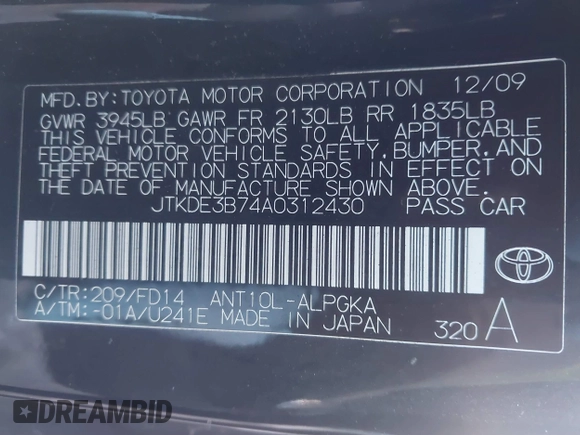 MFD.BY:TOYOTA MOTOR CORPORATION 12/09
GVWR 3945LB GAWR FR 2130LB RR 1835LB
THIS VEHICLE CONFORMS TO ALL APPLICABLE
FEDERAL MOTOR VEHICLE SAFETY,BUMPER,AND
THEFT PREVENTION STANDARDS IN EFFECT ON
THE DATE OF MANUFACTURE SHOWN ABOVE.
JTKDE3B74A0312430 PASS CAR
C/TR:209/FD14 ANT10L-ALPGKA
A/TM:-01A/U241E MADE IN JAPAN 320 A
DREAMBID